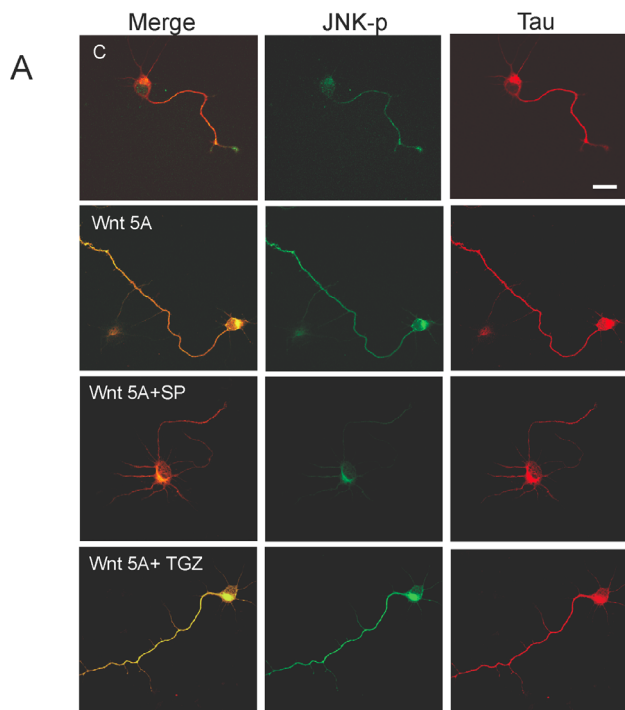 Merge JNK-p Tau
A
C
Wnt 5A
Wnt 5A+SP
Wnt 5A+ TGZ